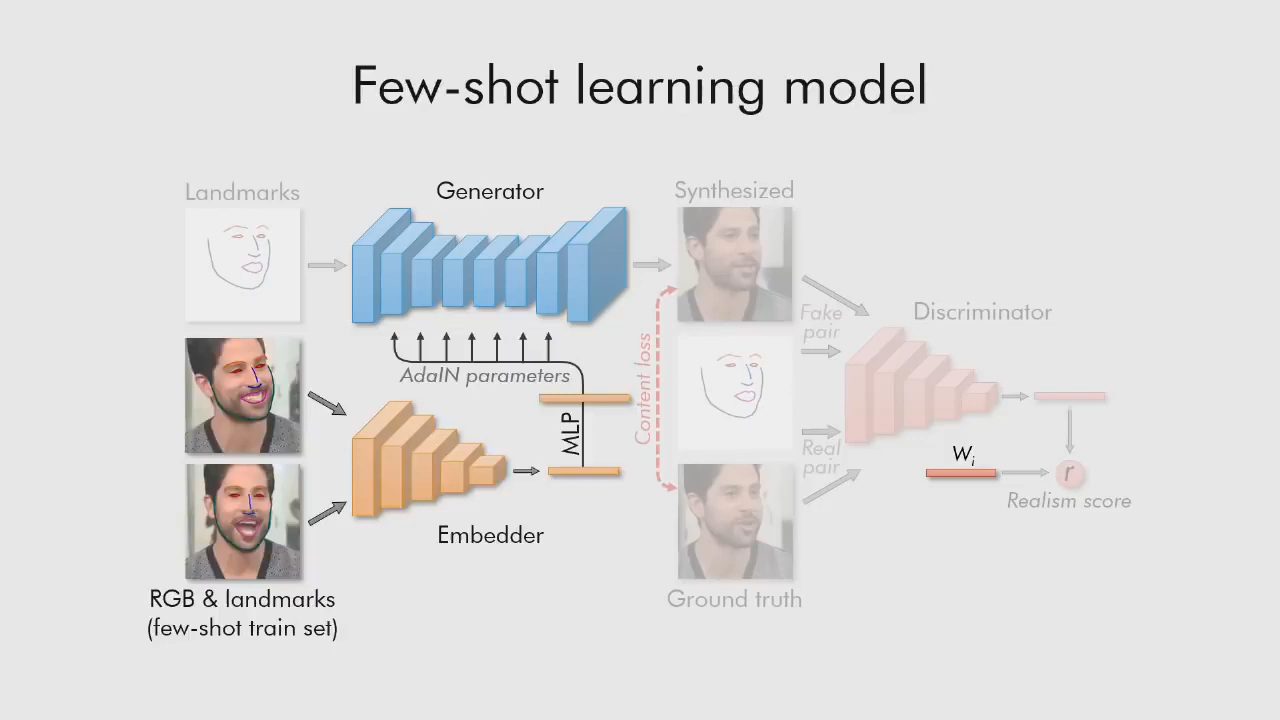 Few-shot learning model
Landmarks
Generator
Synthesized
Discriminator
Fake
pair
AdaIN parameters
Content loss
MLP
Real
pair
Wi
r
Realism score
Embedder
RGB & landmarks
(few-shot train set)
Ground truth